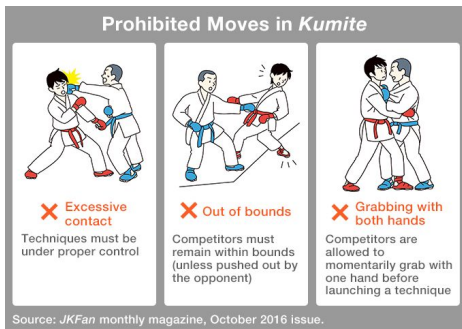 Prohibited Moves in Kumite
Excessive
contact
Techniques must be
under proper control
Out of bounds
Competitors must
remain within bounds
(unless pushed out by
the opponent)
Grabbing with
both hands
Competitors are
allowed to
momentarily grab with
one hand before
launching a technique
Source: JKFan monthly magazine, October 2016 issue.